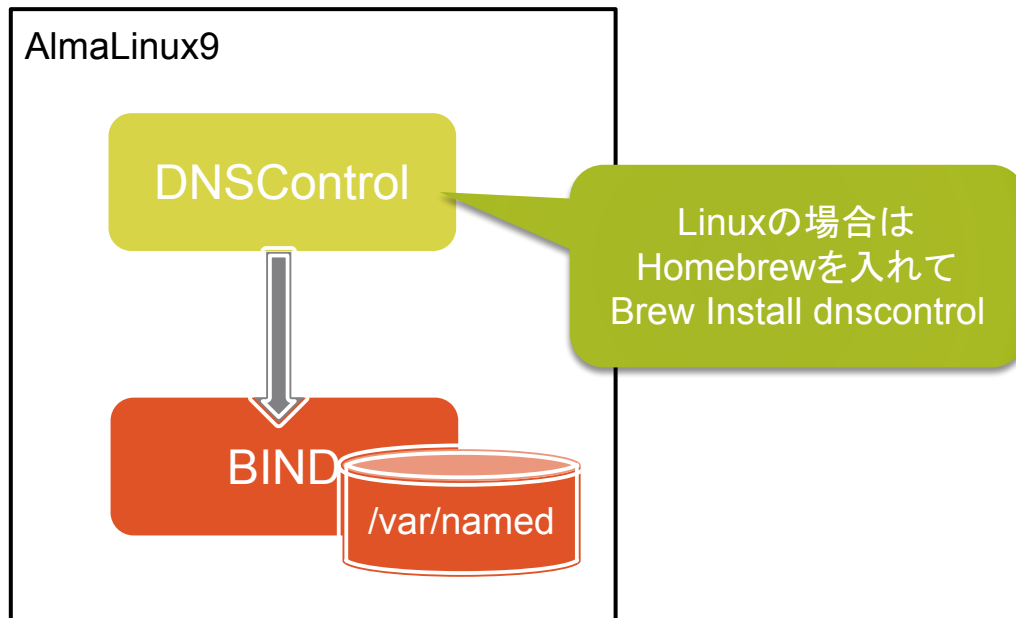 AlmaLinux9
DNSControl
Linuxの場合は
Homebrewを入れて
Brew Install dnscontrol
BIND
/var/named